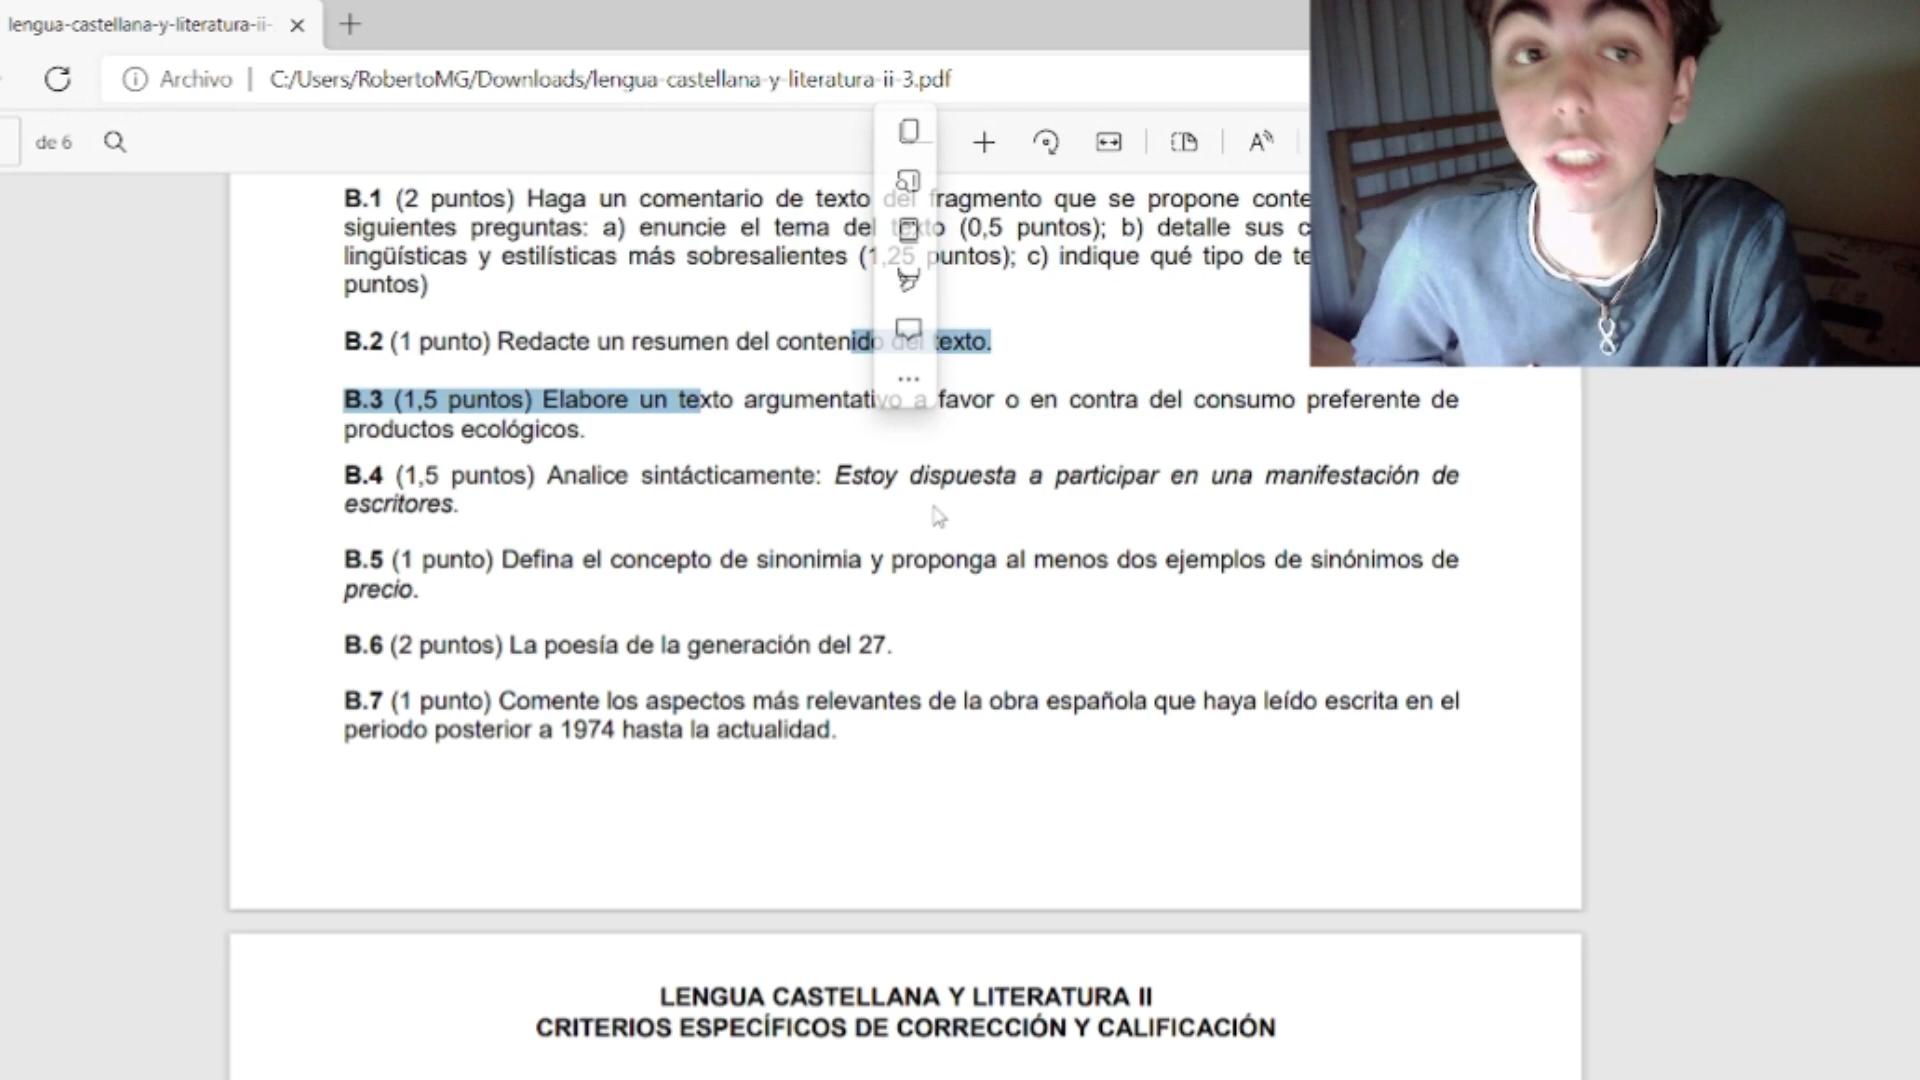 lengua-castellana-y-literatura-ii-
Archivo | C:/Users/RobertoMG/Downloads/lengua-castellana-y-literatura-ii-3.pdf
de 6
B.1 (2 puntos) Haga un comentario de texto del fragmento que se propone conte
siguientes preguntas: a) enuncie el tema del texto (0,5 puntos); b) detalle sus c
lingüísticas y estilísticas más sobresalientes (1,25 puntos); c) indique qué tipo de te
puntos)
B.2 (1 punto) Redacte un resumen del contenido del texto.
B.3 (1,5 puntos) Elabore un texto argumentativo a favor o en contra del consumo preferente de
productos ecológicos.
B.4 (1,5 puntos) Analice sintácticamente: Estoy dispuesta a participar en una manifestación de
escritores.
B.5 (1 punto) Defina el concepto de sinonimia y proponga al menos dos ejemplos de sinónimos de
precio.
B.6 (2 puntos) La poesía de la generación del 27.
B.7 (1 punto) Comente los aspectos más relevantes de la obra española que haya leído escrita en el
periodo posterior a 1974 hasta la actualidad.
LENGUA CASTELLANA Y LITERATURA II
CRITERIOS ESPECÍFICOS DE CORRECCIÓN Y CALIFICACIÓN